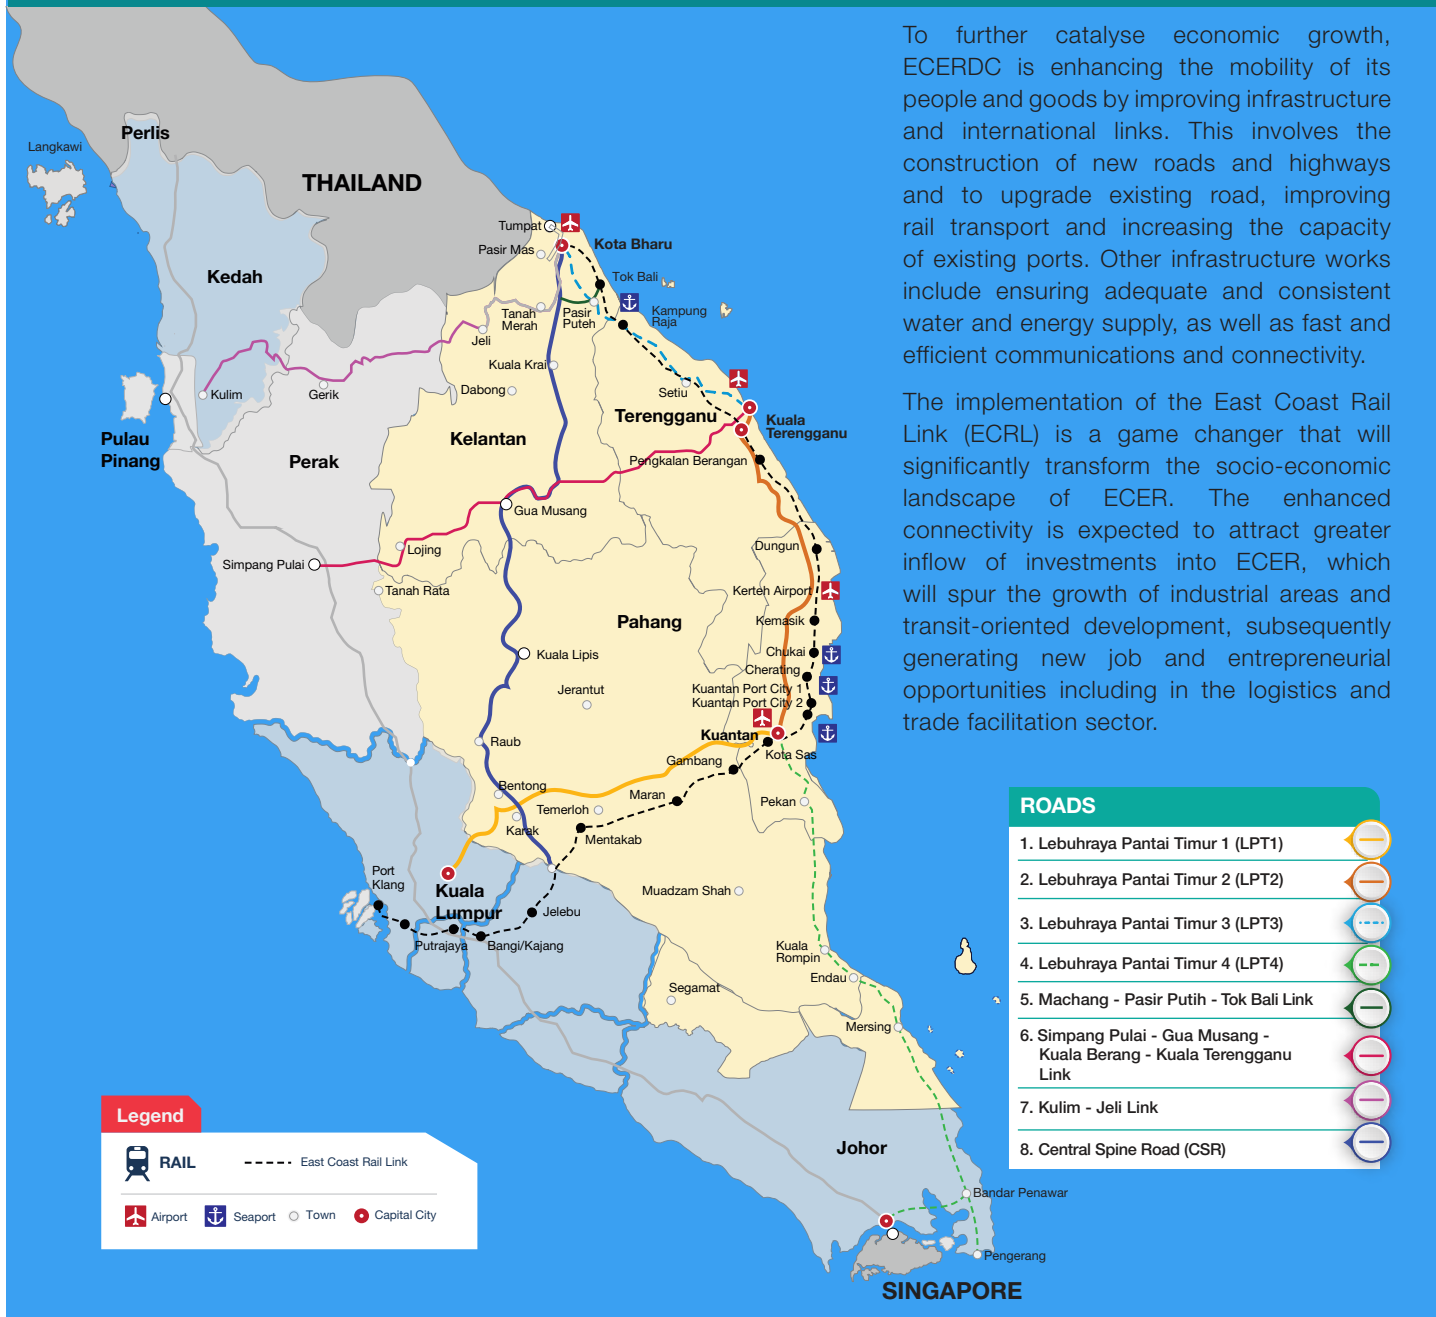 To further catalyse economic growth,
ECERDC is enhancing the mobility of its
people and goods by improving infrastructure
and international links. This involves the
construction of new roads and highways
and to upgrade existing road, improving
rail transport and increasing the capacity
of existing ports. Other infrastructure works
include ensuring adequate and consistent
water and energy supply, as well as fast and
efficient communications and connectivity.
The implementation of the East Coast Rail
Link (ECRL) is a game changer that will
significantly transform the socio-economic
landscape of ECER. The enhanced
connectivity is expected to attract greater
inflow of investments into ECER, which
will spur the growth of industrial areas and
transit-oriented development, subsequently
generating new job and entrepreneurial
opportunities including in the logistics and
trade facilitation sector.
Perlis
Langkawi
THAILAND
Tumpat
Kota Bharu
Pasir Mas
Kedah
Tok Bali
Tanah
Merah
Pasir
Puteh
Kampung
Raja
Jeli
Kuala Krai
Kulim
Gerik
Dabong
Setiu
Terengganu
Kuala
Terengganu
Pulau
Pinang
Kelantan
Perak
Pengkalan Berangan
Gua Musang
Lojing
Dungun
Simpang Pulai
Tanah Rata
Kerteh Airport
Pahang
Kemasik
Kuala Lipis
Chukai
Cherating
Jerantut
Kuantan Port City 1
Kuantan Port City 2
Kuantan
Raub
Kota Sas
Gambang
Bentong
Maran
Pekan
Temerloh
Karak
Mentakab
Port
Klang
Kuala
Lumpur
Muadzam Shah
Jelebu
Putrajaya
Bangi/Kajang
Kuala
Rompin
Endau
Segamat
Mersing
Johor
Bandar Penawar
Pengerang
SINGAPORE
ROADS
1. Lebuhraya Pantai Timur 1 (LPT1)
2. Lebuhraya Pantai Timur 2 (LPT2)
3. Lebuhraya Pantai Timur 3 (LPT3)
4. Lebuhraya Pantai Timur 4 (LPT4)
5. Machang - Pasir Putih - Tok Bali Link
6. Simpang Pulai - Gua Musang -
Kuala Berang - Kuala Terengganu
Link
7. Kulim - Jeli Link
8. Central Spine Road (CSR)
Legend
RAIL
East Coast Rail Link
Airport
Seaport
Town
Capital City